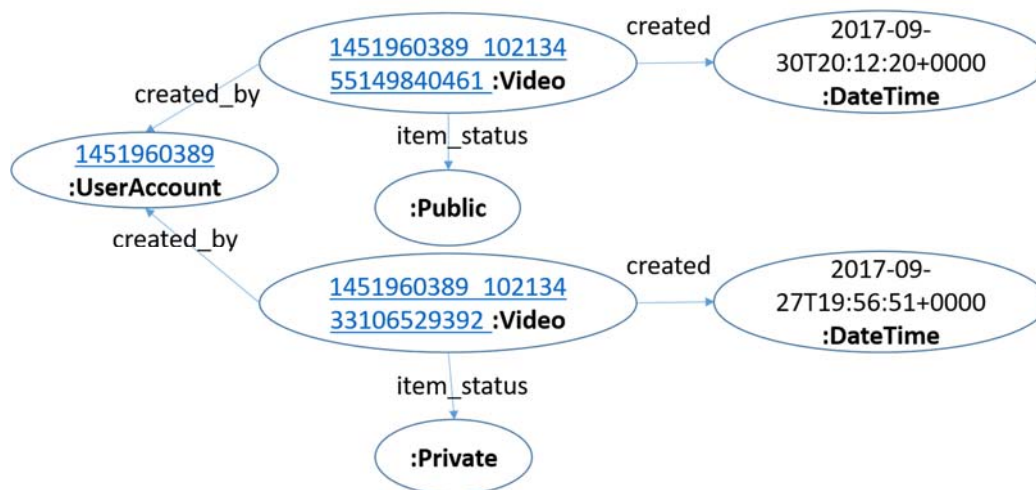 created
1451960389_102134
55149840461 :Video
2017-09-
30T20:12:20+0000
:DateTime
created_by
item_status
1451960389
:UserAccount
:Public
created_by
created
1451960389_102134
33106529392 :Video
2017-09-
27T19:56:51+0000
:DateTime
item_status
:Private